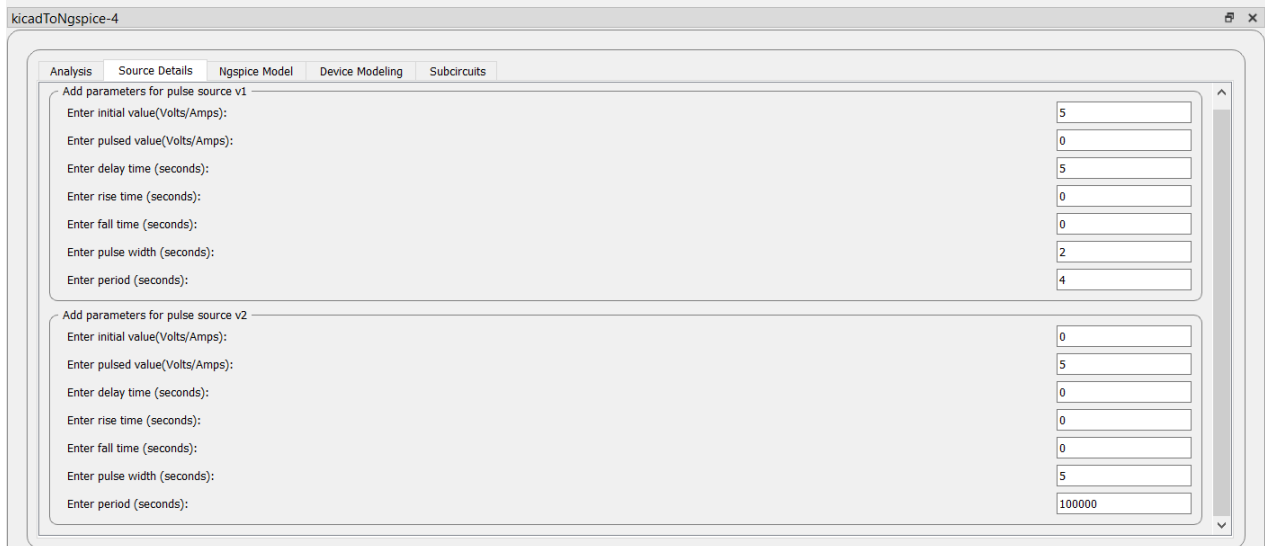 kicadToNgspice-4
Analysis Source Details Ngspice Model Device Modeling Subcircuits
Add parameters for pulse source v1
Enter initial value(Volts/Amps): 5
Enter pulsed value(Volts/Amps): 0
Enter delay time (seconds): 5
Enter rise time (seconds): 0
Enter fall time (seconds): 0
Enter pulse width (seconds): 2
Enter period (seconds): 4
Add parameters for pulse source v2
Enter initial value(Volts/Amps): 0
Enter pulsed value(Volts/Amps): 5
Enter delay time (seconds): 0
Enter rise time (seconds): 0
Enter fall time (seconds): 0
Enter pulse width (seconds): 5
Enter period (seconds): 100000